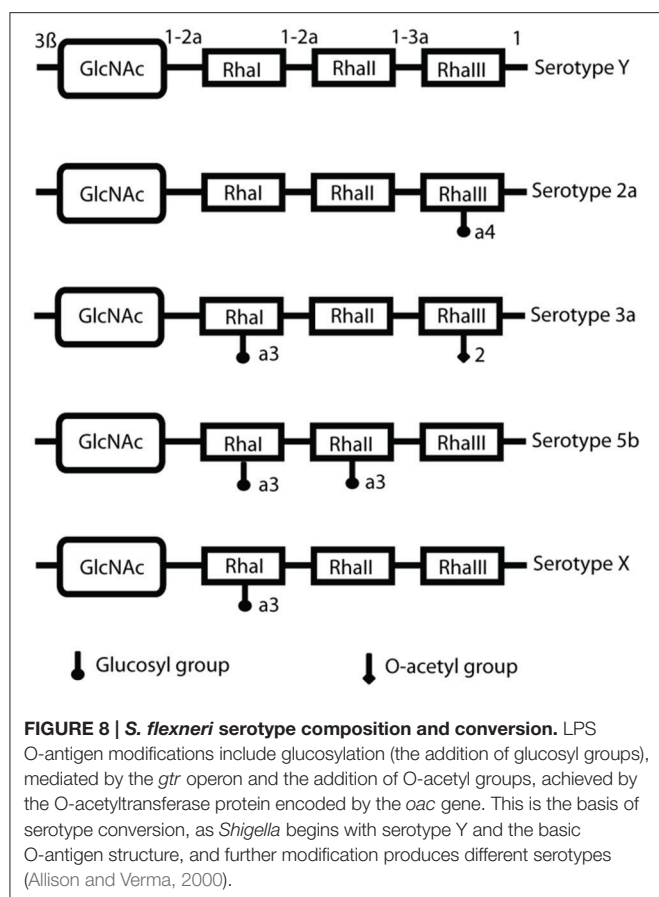 3ß 1-2a 1-2a 1-3a 1
GlcNAc RhaI RhaII RhaIII Serotype Y
GlcNAc RhaI RhaII RhaIII Serotype 2a
a4
GlcNAc RhaI RhaII RhaIII Serotype 3a
a3 2
GlcNAc RhaI RhaII RhaIII Serotype 5b
a3 a3
GlcNAc RhaI RhaII RhaIII Serotype X
a3
Glucosyl group O-acetyl group
FIGURE 8 | S. flexneri serotype composition and conversion. LPS
O-antigen modifications include glucosylation (the addition of glucosyl groups),
mediated by the gtr operon and the addition of O-acetyl groups, achieved by
the O-acetyltransferase protein encoded by the oac gene. This is the basis of
serotype conversion, as Shigella begins with serotype Y and the basic
O-antigen structure, and further modification produces different serotypes
(Allison and Verma, 2000).